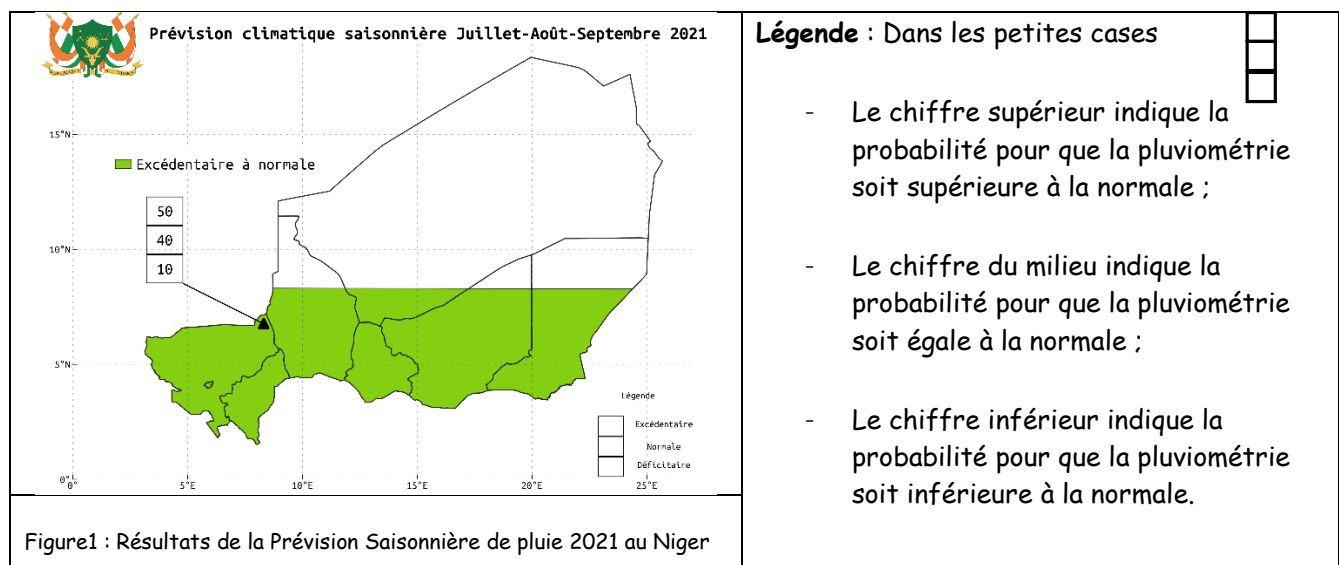 Prévision climatique saisonnière Juillet-Août-Septembre 2021
15°N
Excédentaire à normale
50
40
10
10°N
5°N
Légende
Excédentaire
Normale
Déficitaire
0°
0°
5°E
10°E
15°E
20°E
25°E
Figure1 : Résultats de la Prévision Saisonnière de pluie 2021 au Niger
Légende : Dans les petites cases
- Le chiffre supérieur indique la
probabilité pour que la pluviométrie
soit supérieure à la normale ;
- Le chiffre du milieu indique la
probabilité pour que la pluviométrie
soit égale à la normale ;
- Le chiffre inférieur indique la
probabilité pour que la pluviométrie
soit inférieure à la normale.